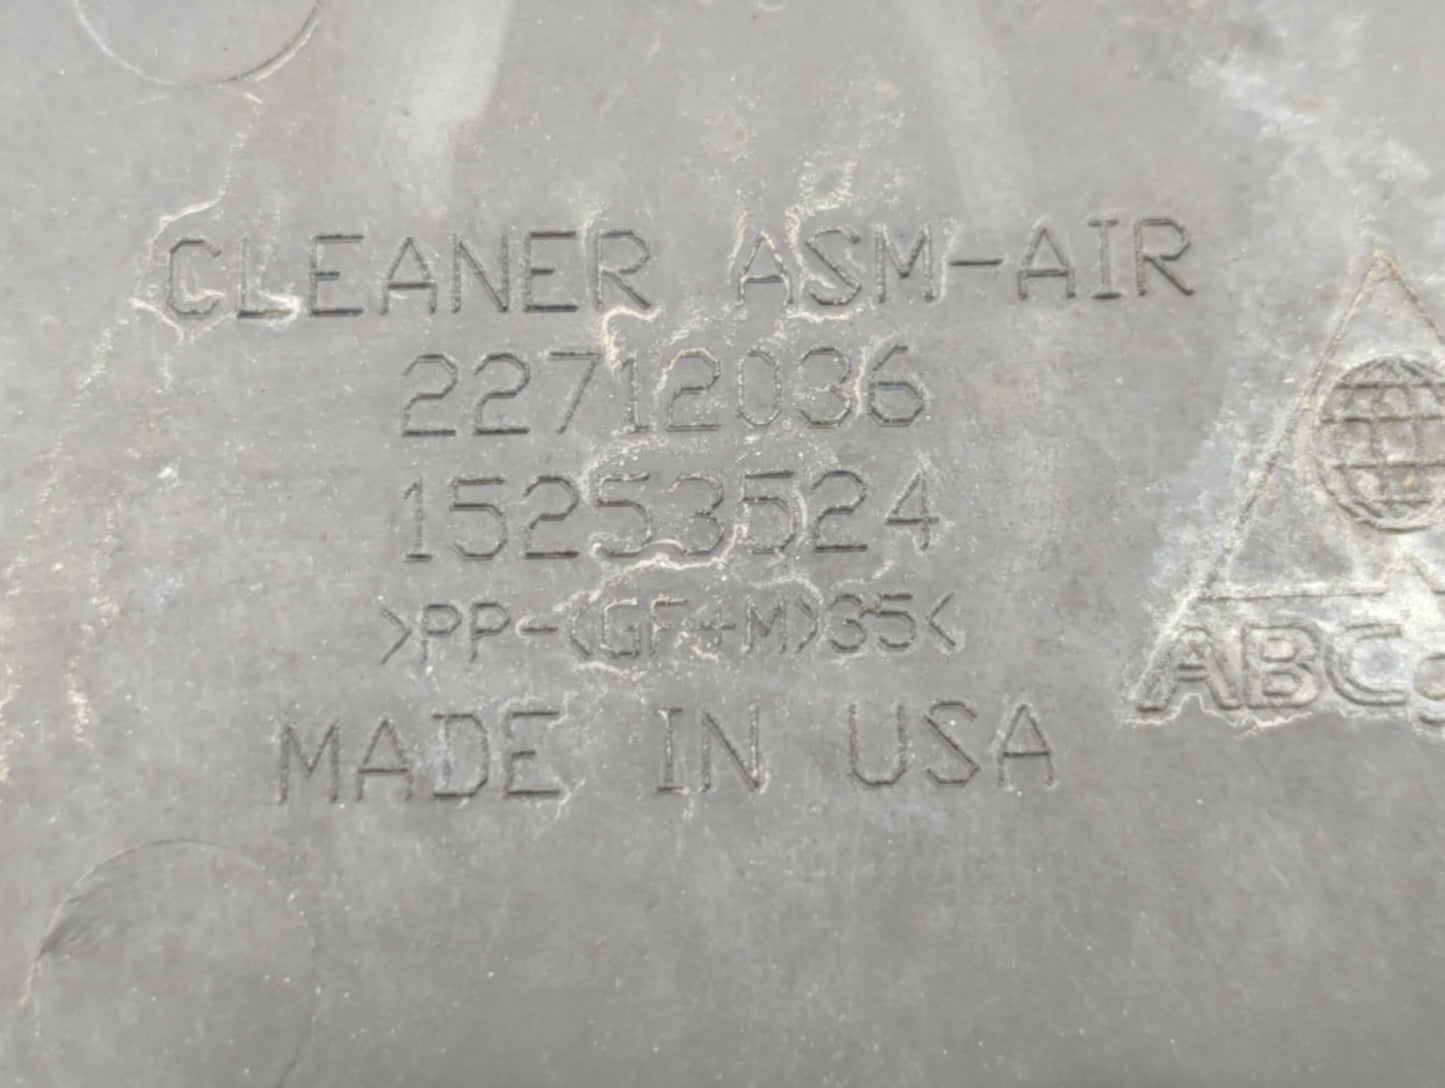 CLEANER ASM-AIR
22712036
15253524
>PP-(GF+M)35<
MADE IN USA
ABC